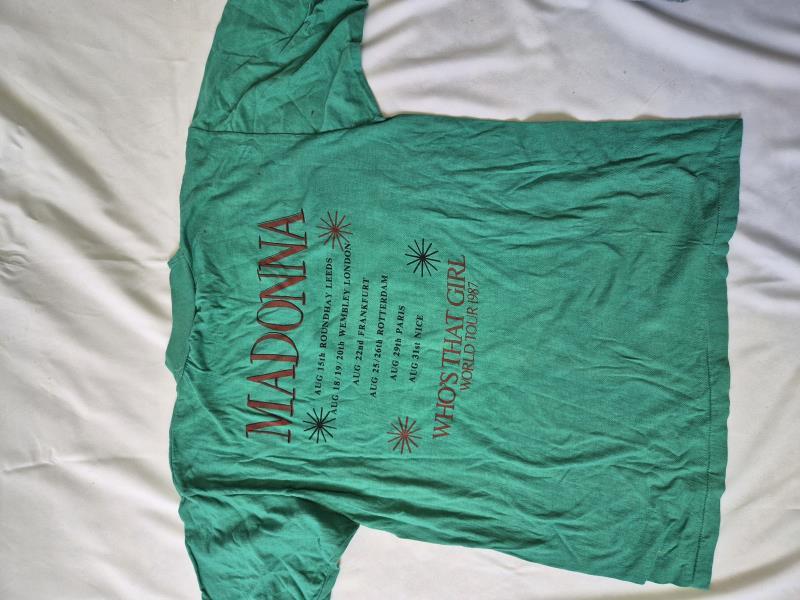 MADONNA
AUG 15th ROUNDHAY LEEDS
AUG 18/19/20th WEMBLEY LONDON
AUG 22nd FRANKFURT
AUG 25/26th ROTTERDAM
AUG 29th PARIS
AUG 31st NICE
WHO'S THAT GIRL
WORLD TOUR 1987